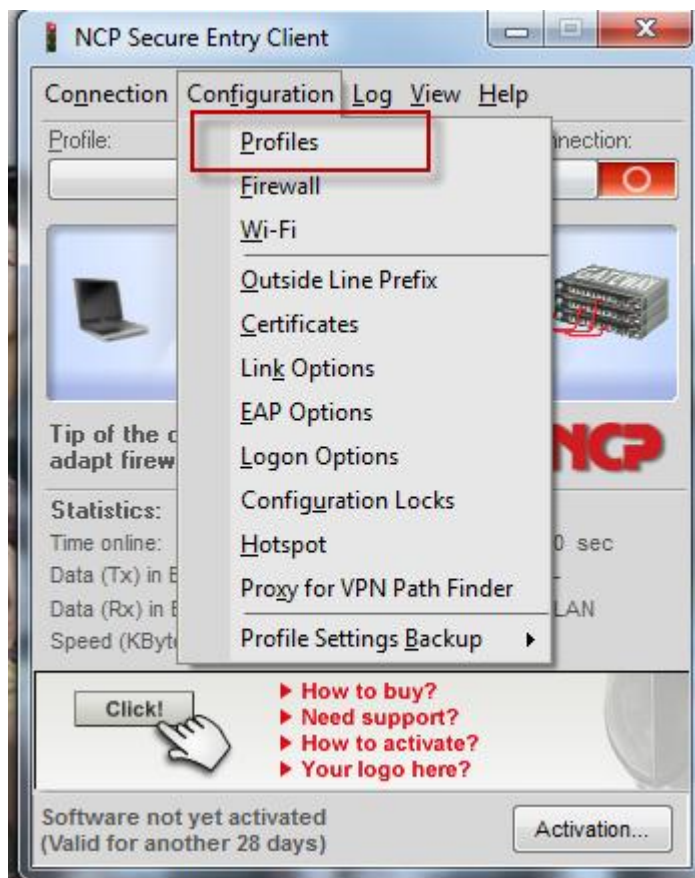 NCP Secure Entry Client
Connection Configuration Log View Help
Profile:
Profiles
Firewall
Wi-Fi
Outside Line Prefix
Certificates
Link Options
EAP Options
Logon Options
Configuration Locks
Hotspot
Proxy for VPN Path Finder
Profile Settings Backup
GATEWAY
Tip of the
adapt
NCP
Statistics:
Time online: 0 sec
Data (Tx) in
Data (Rx) in LAN
Speed
Click!
How to buy?
Need support?
How to activate?
Your logo here?
Software not yet activated
(Valid for another 28 days)
Activation...